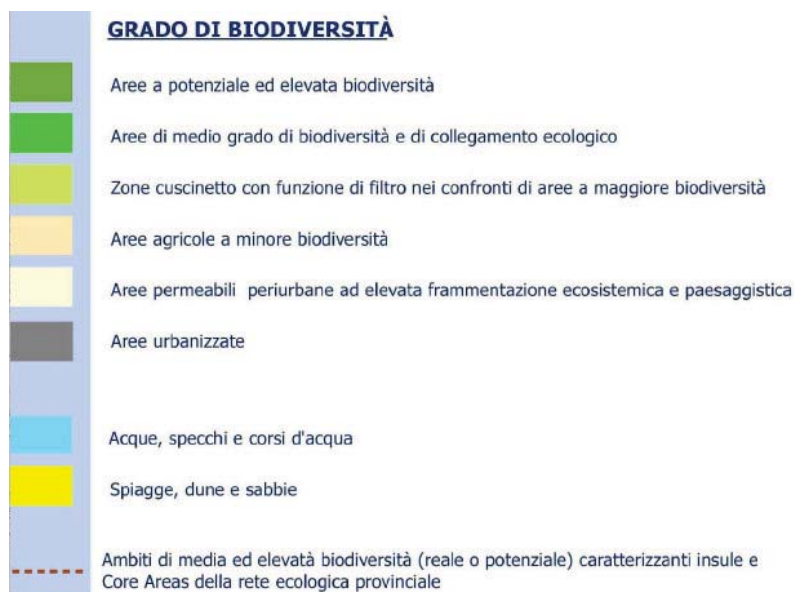 GRADO DI BIODIVERSITÀ
Aree a potenziale ed elevata biodiversità
Aree di medio grado di biodiversità e di collegamento ecologico
Zone cuscinetto con funzione di filtro nei confronti di aree a maggiore biodiversità
Aree agricole a minore biodiversità
Aree permeabili periurbane ad elevata frammentazione ecosistemica e paesaggistica
Aree urbanizzate
Acque, specchi e corsi d'acqua
Spiagge, dune e sabbie
Ambiti di media ed elevatà biodiversità (reale o potenziale) caratterizzanti insule e
Core Areas della rete ecologica provinciale